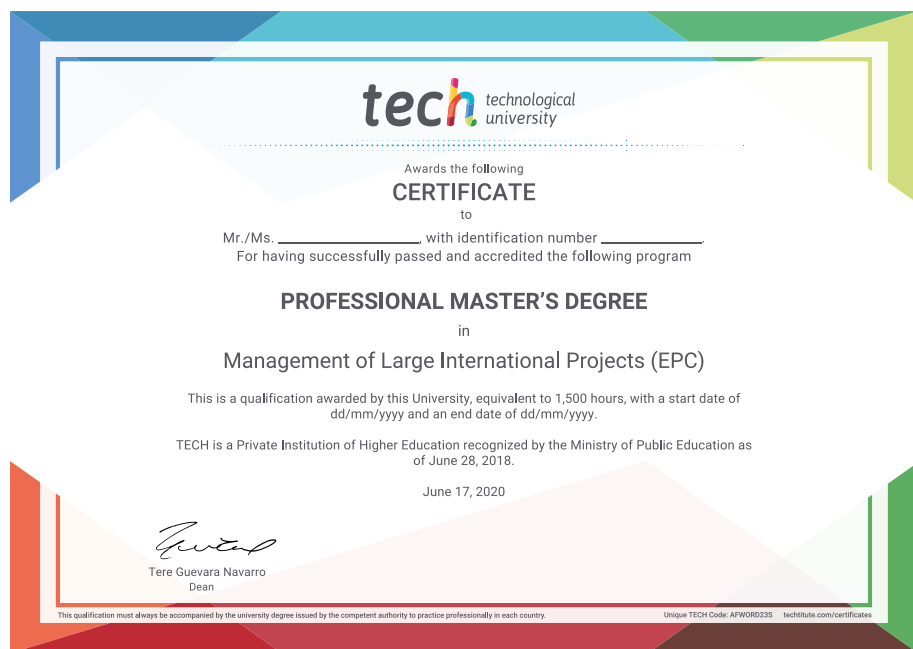 tech technological
university
Awards the following
CERTIFICATE
to
Mr./Ms. ____________, with identification number ____________.
For having successfully passed and accredited the following program
PROFESSIONAL MASTER'S DEGREE
in
Management of Large International Projects (EPC)
This is a qualification awarded by this University, equivalent to 1,500 hours, with a start date of
dd/mm/yyyy and an end date of dd/mm/yyyy.
TECH is a Private Institution of Higher Education recognized by the Ministry of Public Education as
of June 28, 2018.
June 17, 2020
Tere Guevara Navarro
Dean
This qualification must always be accompanied by the university degree issued by the competent authority to practice professionally in each country.
Unique TECH Code: AFWORD23S techtitute.com/certificates